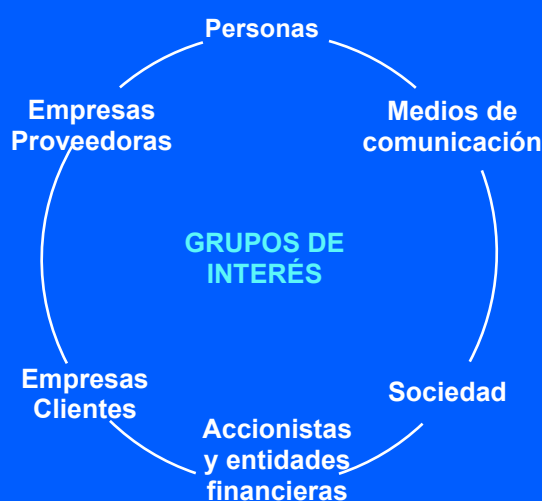 Personas
Empresas
Proveedoras
Medios de
comunicación
GRUPOS DE
INTERÉS
Empresas
Clientes
Sociedad
Accionistas
y entidades
financieras